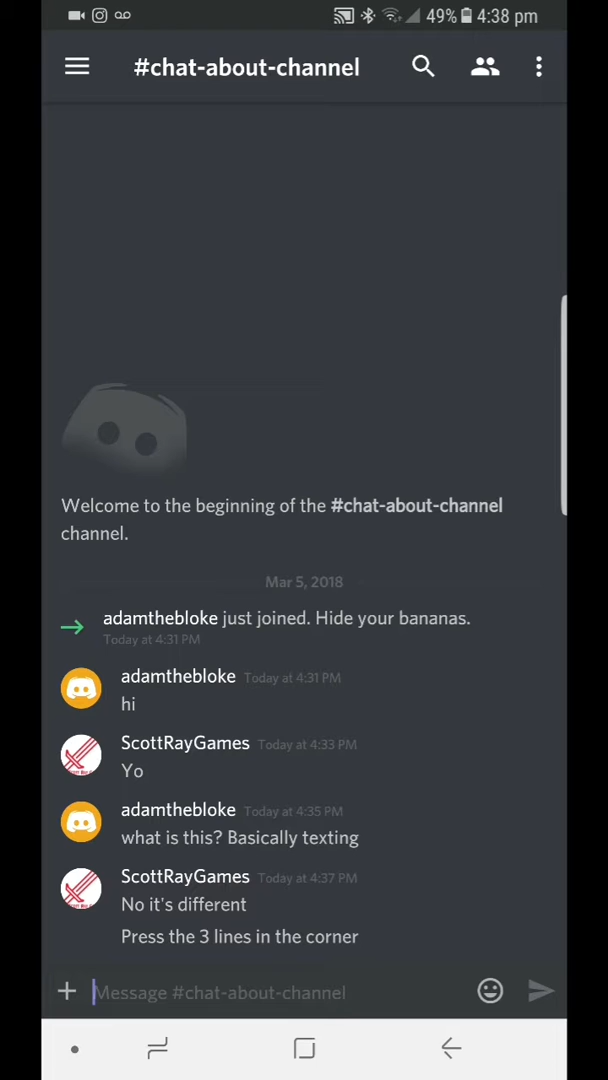 49% 4:38 pm
#chat-about-channel
Welcome to the beginning of the #chat-about-channel
channel.
Mar 5, 2018
adamthebloke just joined. Hide your bananas.
Today at 4:31 PM
adamthebloke Today at 4:31 PM
hi
ScottRayGames Today at 4:33 PM
Yo
adamthebloke Today at 4:35 PM
what is this? Basically texting
ScottRayGames Today at 4:37 PM
No it's different
Press the 3 lines in the corner
Message #chat-about-channel